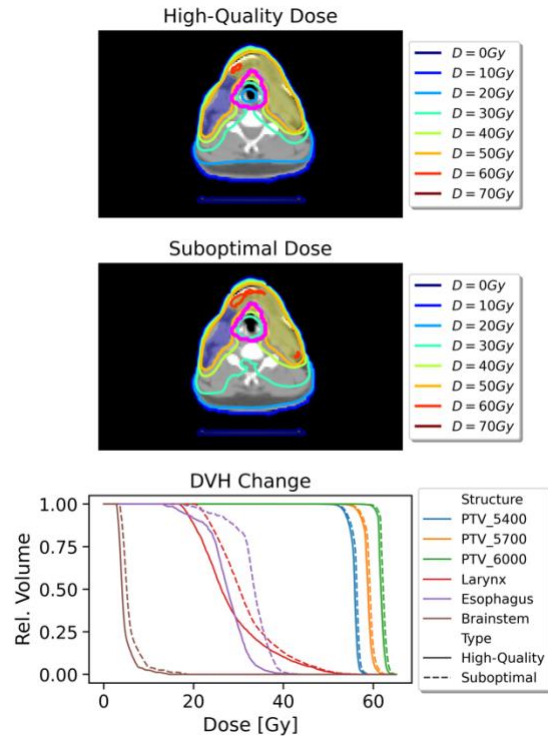 High-Quality Dose
D = 0Gy
D = 10Gy
D = 20Gy
D = 30Gy
D = 40Gy
D = 50Gy
D = 60Gy
D = 70Gy
Suboptimal Dose
D = 0Gy
D = 10Gy
D = 20Gy
D = 30Gy
D = 40Gy
D = 50Gy
D = 60Gy
D = 70Gy
DVH Change
1.00
0.75
0.50
0.25
0.00
Rel. Volume
0
20
40
60
Dose [Gy]
Structure
PTV_5400
PTV_5700
PTV_6000
Larynx
Esophagus
Brainstem
Type
High-Quality
Suboptimal